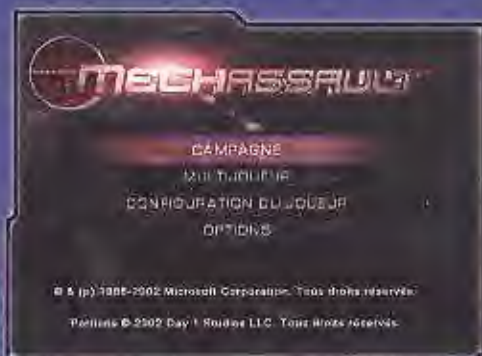 MECHASSAULT
CAMPAGNE
MULTIJOUEUR
CONFIGURATION DU JOUEUR
OPTIONS
© & (p) 1998-2002 Microsoft Corporation. Tous droits réservés.
Portions © 2002 Day 1 Studios LLC. Tous droits réservés.